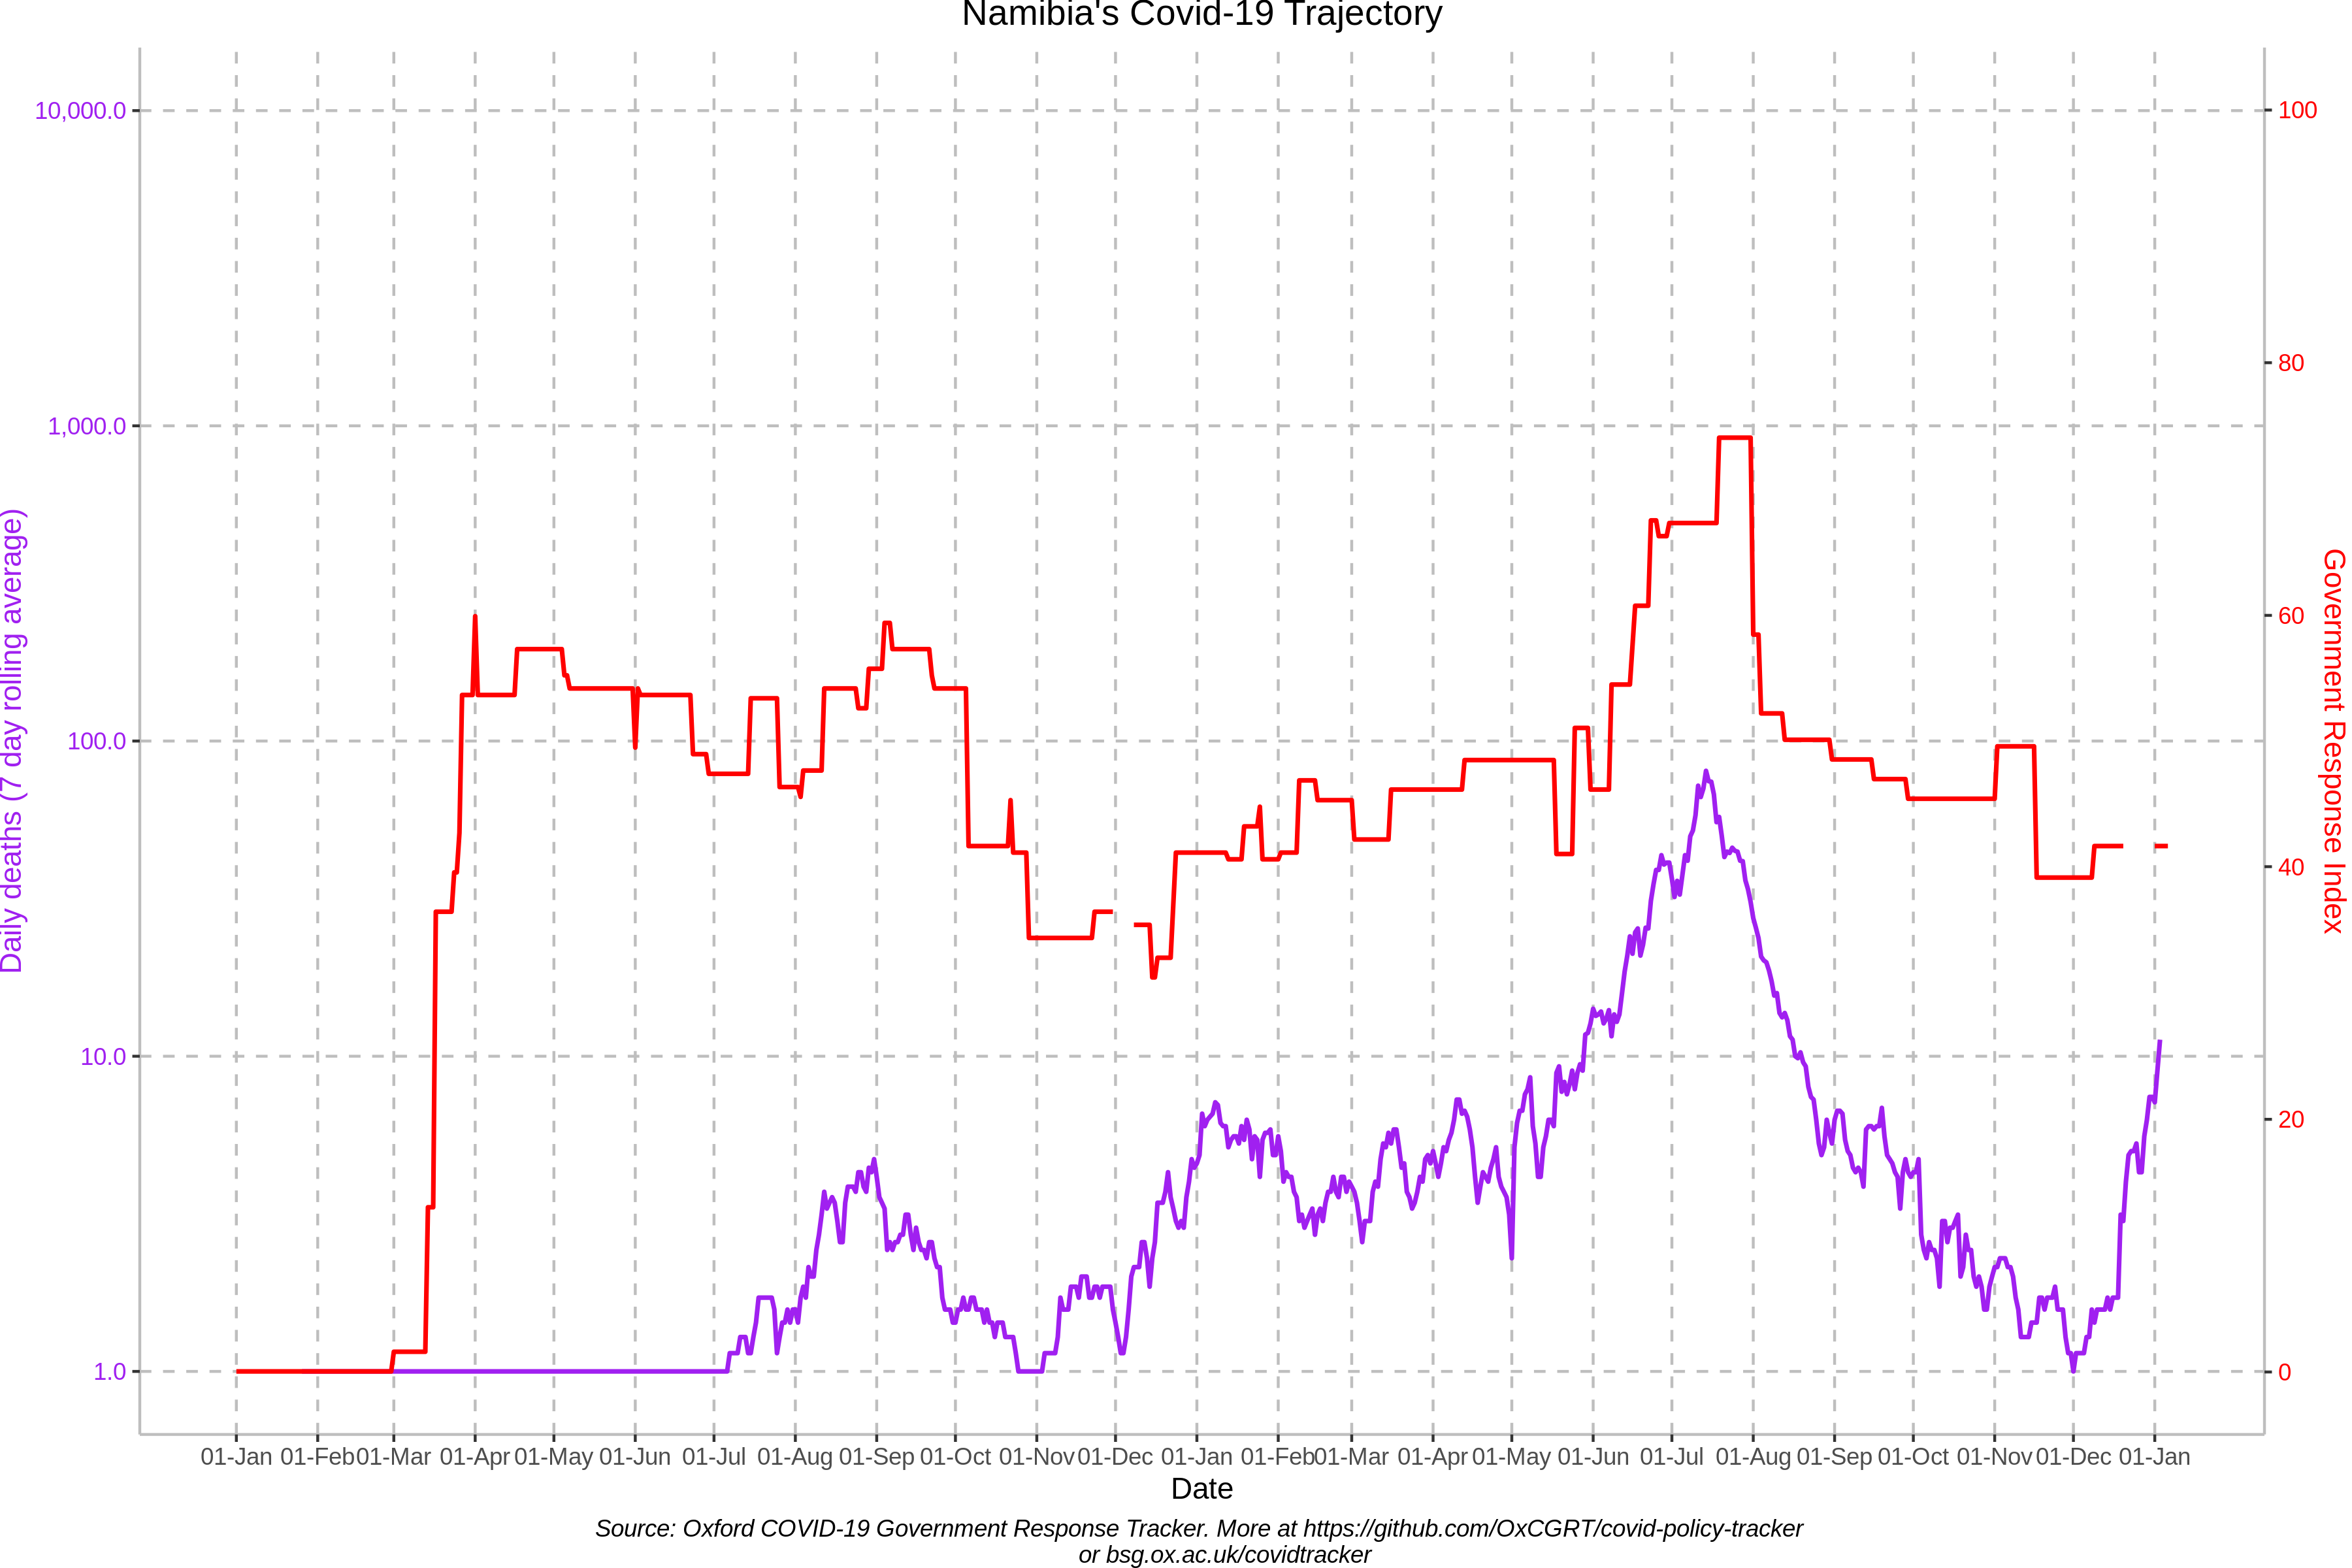 Namibia's Covid-19 Trajectory
10,000.0
1,000.0
100.0
10.0
1.0
Daily deaths (7 day rolling average)
100
80
60
40
20
0
Government Response Index
01-Jan 01-Feb 01-Mar 01-Apr 01-May 01-Jun 01-Jul 01-Aug 01-Sep 01-Oct 01-Nov 01-Dec 01-Jan 01-Feb 01-Mar 01-Apr 01-May 01-Jun 01-Jul 01-Aug 01-Sep 01-Oct 01-Nov 01-Dec 01-Jan
Date
Source: Oxford COVID-19 Government Response Tracker. More at https://github.com/OxCGRT/covid-policy-tracker
or bsg.ox.ac.uk/covidtracker